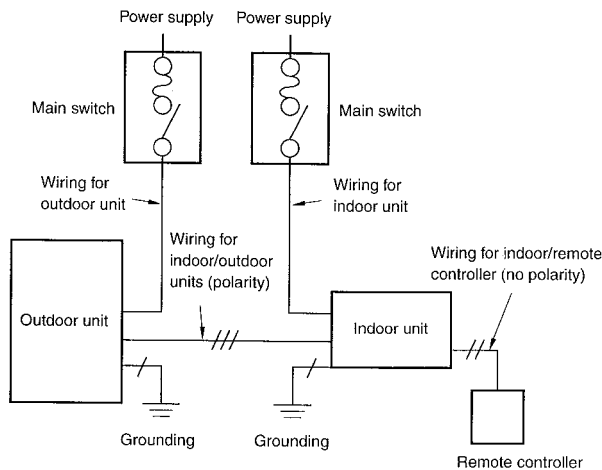 Power supply
Power supply
Main switch
Main switch
Wiring for
outdoor unit
Wiring for
indoor unit
Wiring for
indoor/outdoor
units (polarity)
Wiring for indoor/remote
controller (no polarity)
Outdoor unit
Indoor unit
Grounding
Grounding
Remote controller